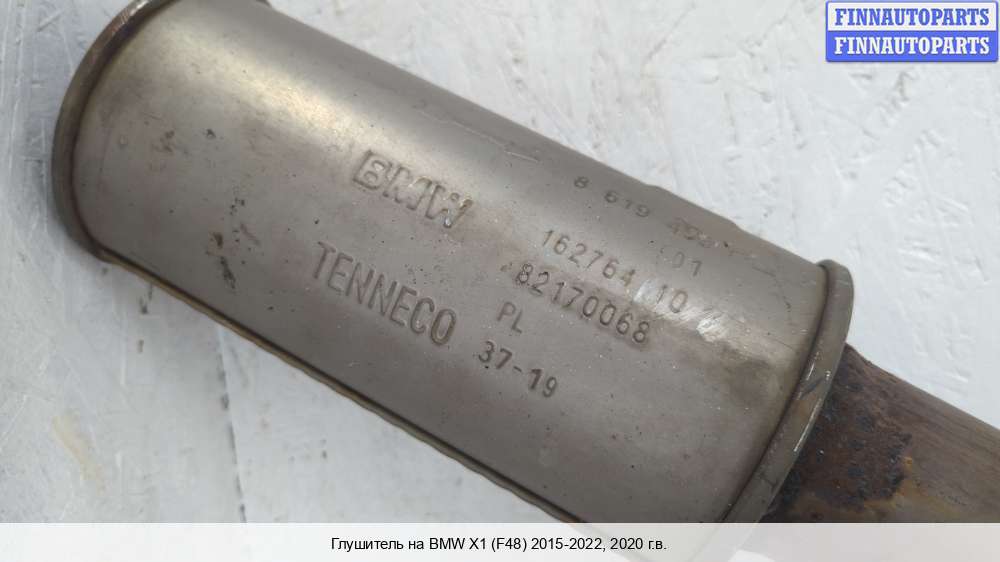 FINNAUTOPARTS
FINNAUTOPARTS
BMW
TENNECO
8 619
01
162764 10
82170068
PL
37-19
Глушитель на BMW X1 (F48) 2015-2022, 2020 г.в.